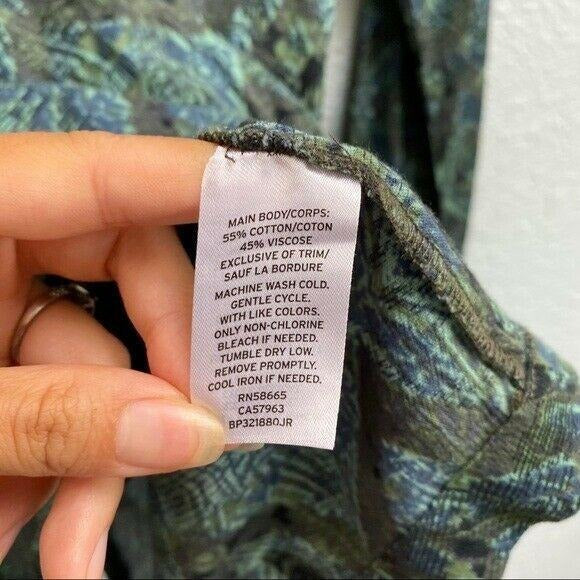 MAIN BODY/CORPS:
55% COTTON/COTON
45% VISCOSE
EXCLUSIVE OF TRIM/
SAUF LA BORDURE
MACHINE WASH COLD.
GENTLE CYCLE.
WITH LIKE COLORS.
ONLY NON-CHLORINE
BLEACH IF NEEDED.
TUMBLE DRY LOW.
REMOVE PROMPTLY.
COOL IRON IF NEEDED.
RN58665
CA57963
BP321880JR